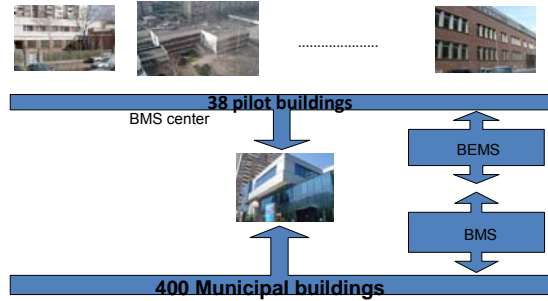 .....................
38 pilot buildings
BMS center
BEMS
BMS
400 Municipal buildings